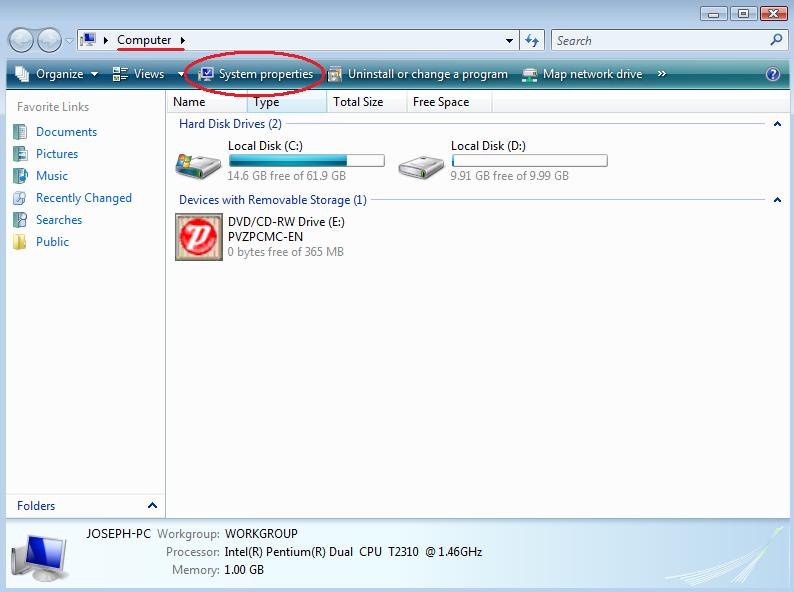 Computer
Search
Organize Views System properties Uninstall or change a program Map network drive »
Favorite Links
Documents
Pictures
Music
Recently Changed
Searches
Public
Folders
Name Type Total Size Free Space
Hard Disk Drives (2)
Local Disk (C:)
14.6 GB free of 61.9 GB
Local Disk (D:)
9.91 GB free of 9.99 GB
Devices with Removable Storage (1)
DVD/CD-RW Drive (E:)
PVZPCMC-EN
0 bytes free of 365 MB
JOSEPH-PC Workgroup: WORKGROUP
Processor: Intel(R) Pentium(R) Dual CPU T2310 @ 1.46GHz
Memory: 1.00 GB